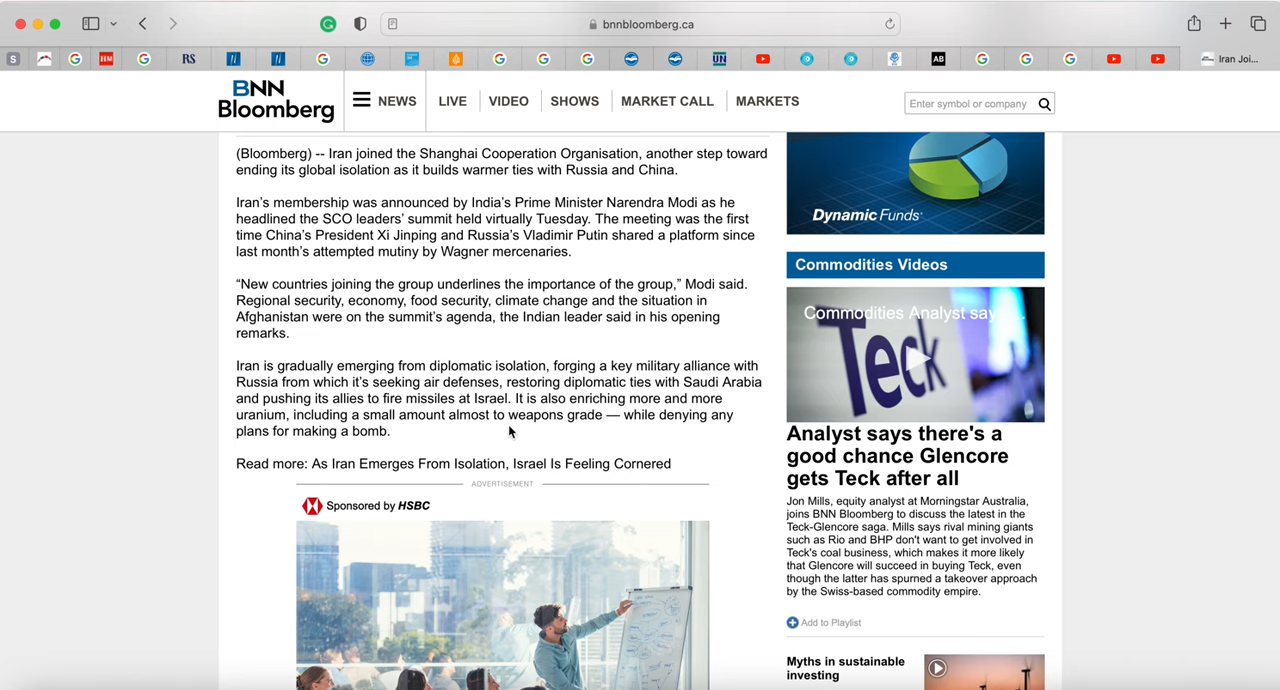 bnnbloomberg.ca
S
HM
RS
UN
AB
Iran Joi...
BNN
Bloomberg
NEWS
LIVE
VIDEO
SHOWS
MARKET CALL
MARKETS
Enter symbol or company
(Bloomberg) -- Iran joined the Shanghai Cooperation Organisation, another step toward
ending its global isolation as it builds warmer ties with Russia and China.
Iran’s membership was announced by India’s Prime Minister Narendra Modi as he
headlined the SCO leaders’ summit held virtually Tuesday. The meeting was the first
time China’s President Xi Jinping and Russia’s Vladimir Putin shared a platform since
last month’s attempted mutiny by Wagner mercenaries.
“New countries joining the group underlines the importance of the group,” Modi said.
Regional security, economy, food security, climate change and the situation in
Afghanistan were on the summit’s agenda, the Indian leader said in his opening
remarks.
Iran is gradually emerging from diplomatic isolation, forging a key military alliance with
Russia from which it’s seeking air defenses, restoring diplomatic ties with Saudi Arabia
and pushing its allies to fire missiles at Israel. It is also enriching more and more
uranium, including a small amount almost to weapons grade — while denying any
plans for making a bomb.
Read more: As Iran Emerges From Isolation, Israel Is Feeling Cornered
ADVERTISEMENT
Sponsored by HSBC
Dynamic Funds
Commodities Videos
Commodities Analyst say...
Teck
Analyst says there's a
good chance Glencore
gets Teck after all
Jon Mills, equity analyst at Morningstar Australia,
joins BNN Bloomberg to discuss the latest in the
Teck-Glencore saga. Mills says rival mining giants
such as Rio and BHP don't want to get involved in
Teck's coal business, which makes it more likely
that Glencore will succeed in buying Teck, even
though the latter has spurned a takeover approach
by the Swiss-based commodity empire.
Add to Playlist
Myths in sustainable
investing